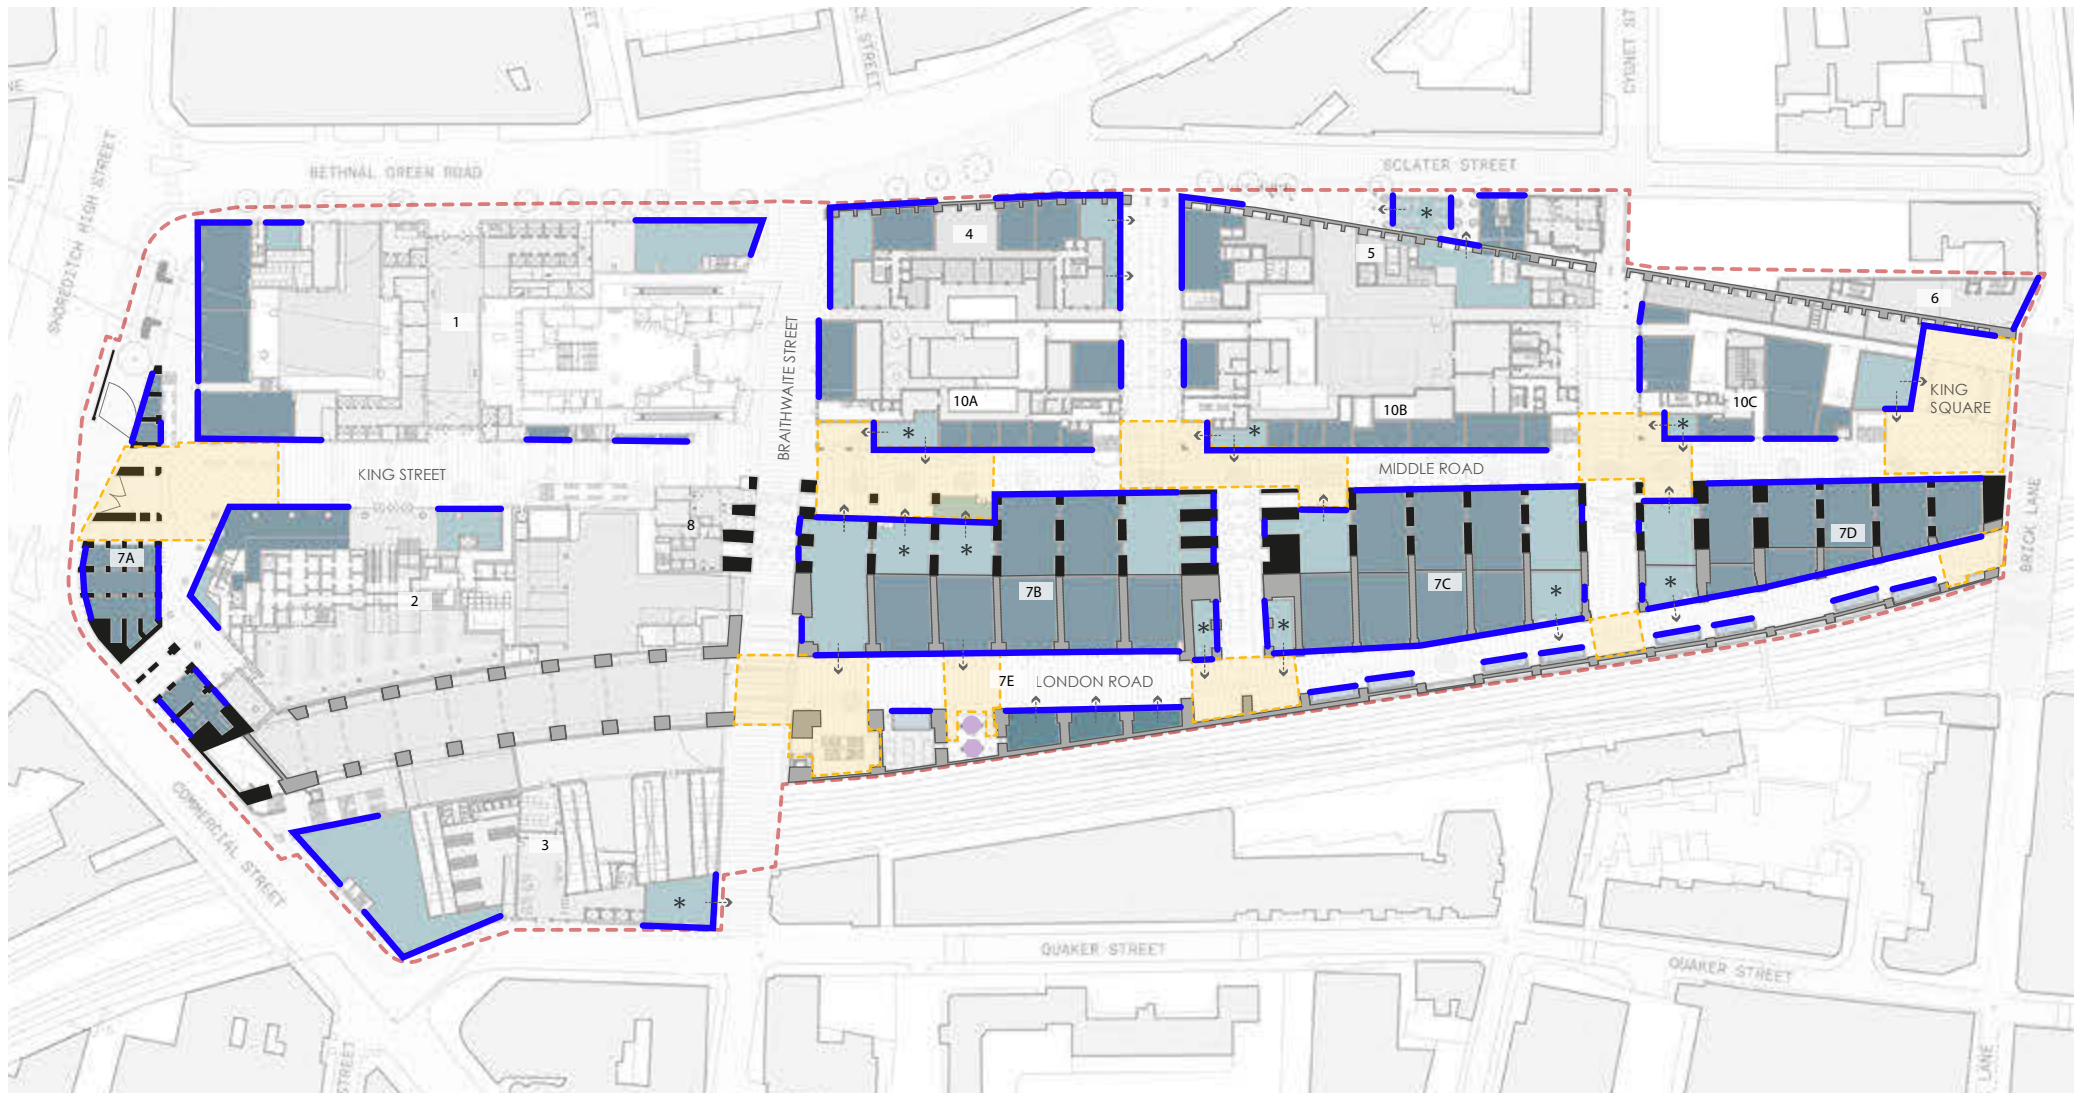 BETHNAL GREEN ROAD
SCLATER STREET
SHOREDITCH HIGH STREET
CYGNET ST
1
4
5
6
BRAITHWAITE STREET
10A
10B
10C
KING
SQUARE
KING STREET
MIDDLE ROAD
8
7A
7B
7C
7D
BRICK LANE
2
7E
LONDON ROAD
3
COMMERCIAL STREET
QUAKER STREET
QUAKER STREET
STREET
LANE
*
*
*
*
*
*
*
*
*
*
*